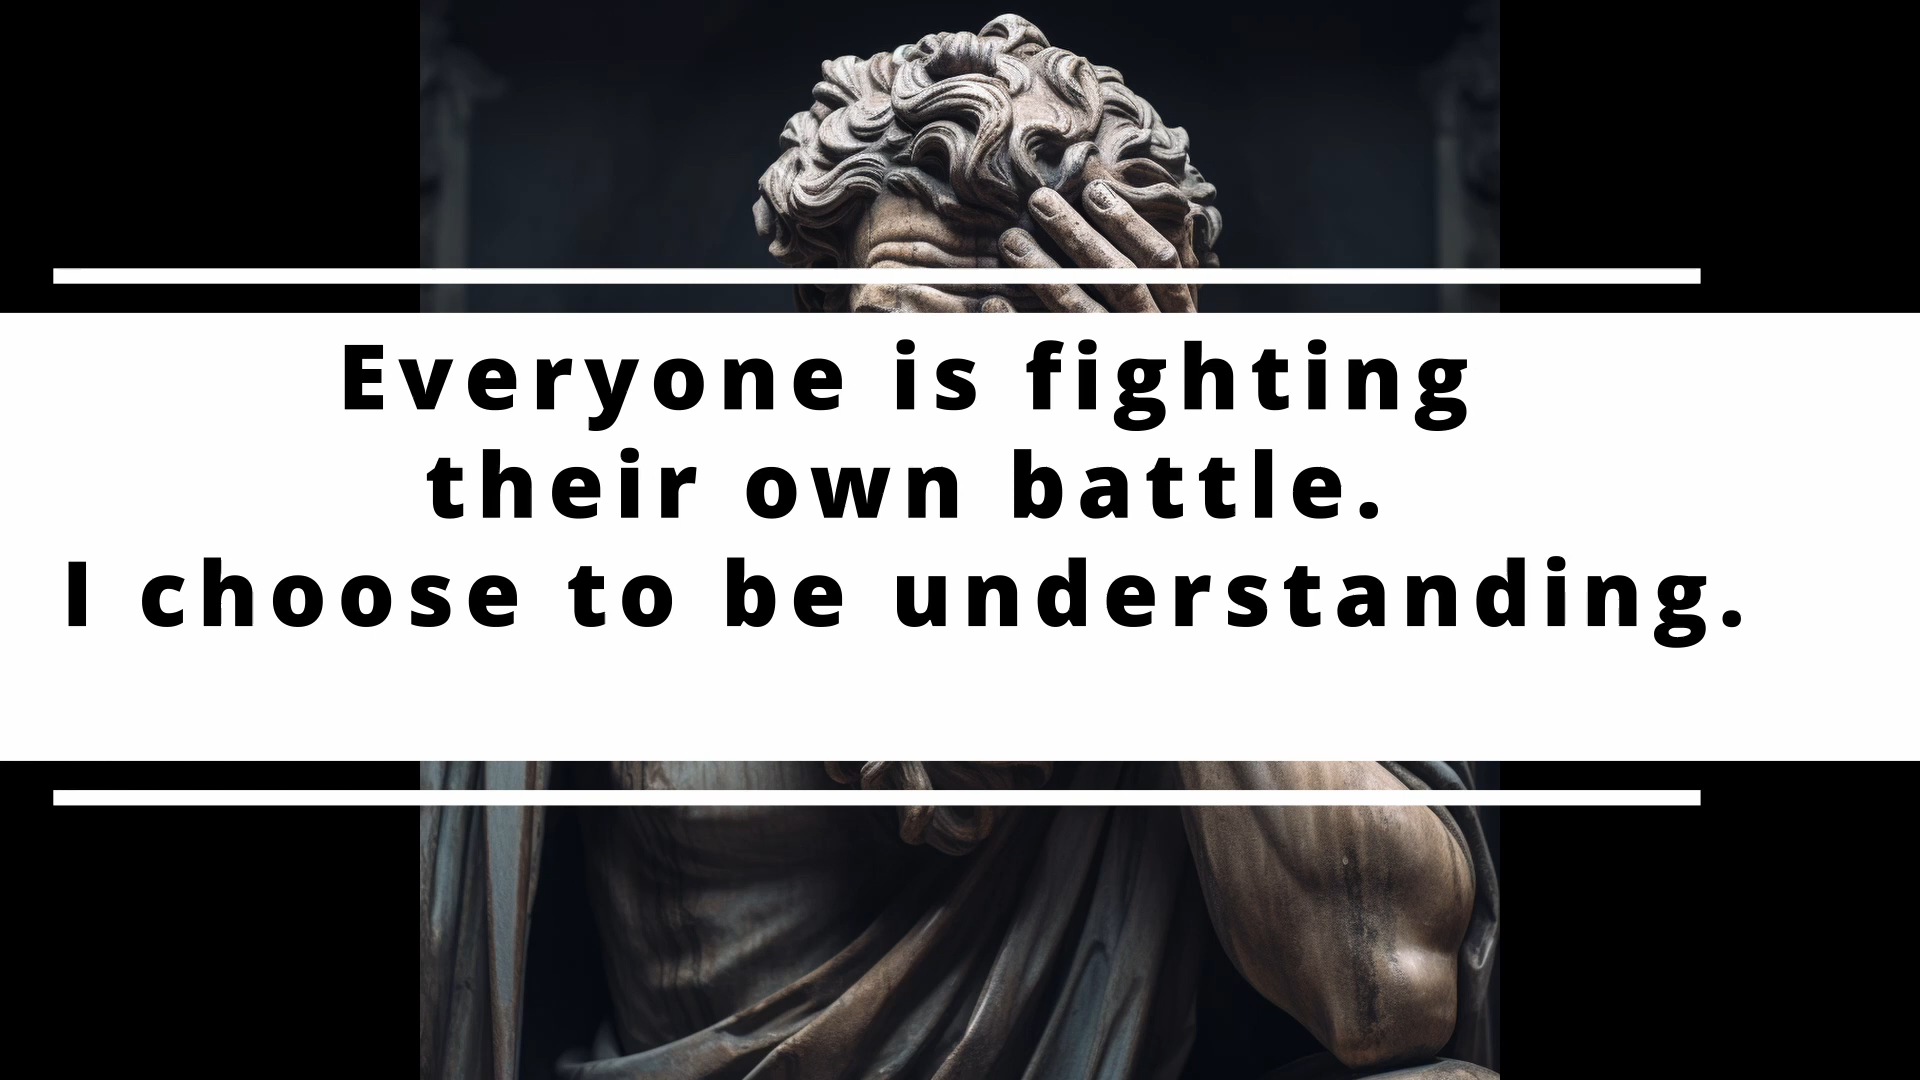 Everyone is fighting
their own battle.
I choose to be understanding.